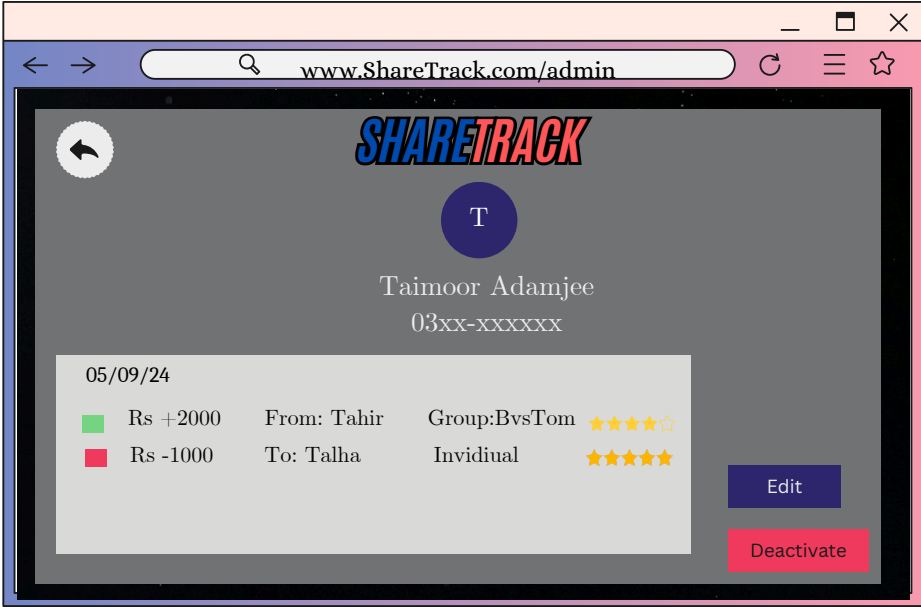 www.ShareTrack.com/admin
SHARETRACK
T
Taimoor Adamjee
03xx-xxxxxx
05/09/24
Rs +2000 From: Tahir Group:BvsTom
Rs -1000 To: Talha Invidiual
Edit
Deactivate